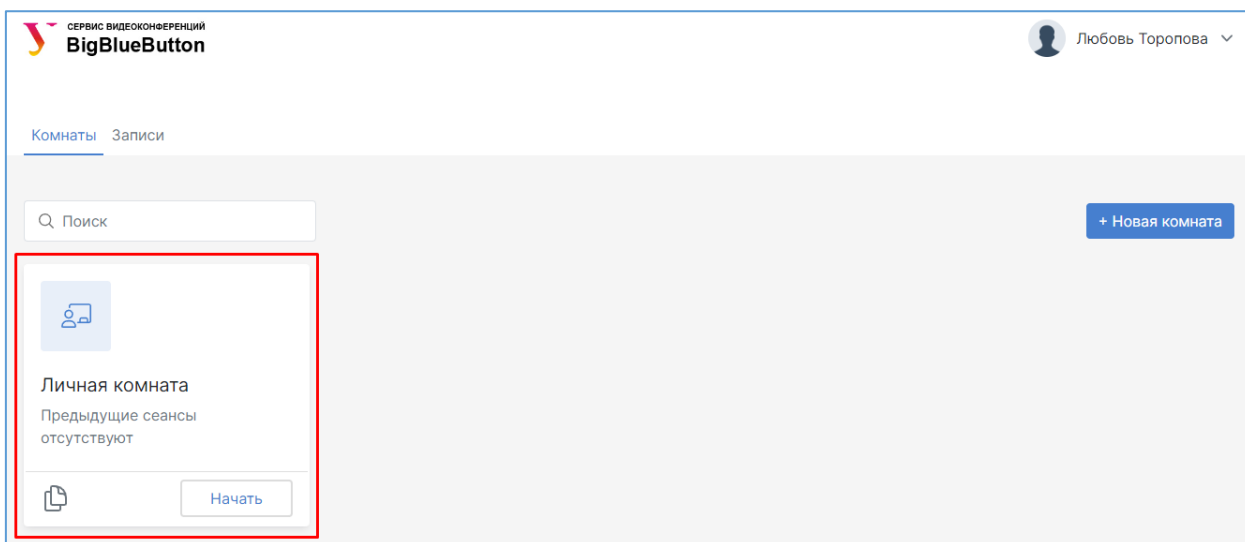 СЕРВИС ВИДЕОКОНФЕРЕНЦИЙ
BigBlueButton
Любовь Торопова
Комнаты Записи
Поиск
+ Новая комната
Личная комната
Предыдущие сеансы
отсутствуют
Начать